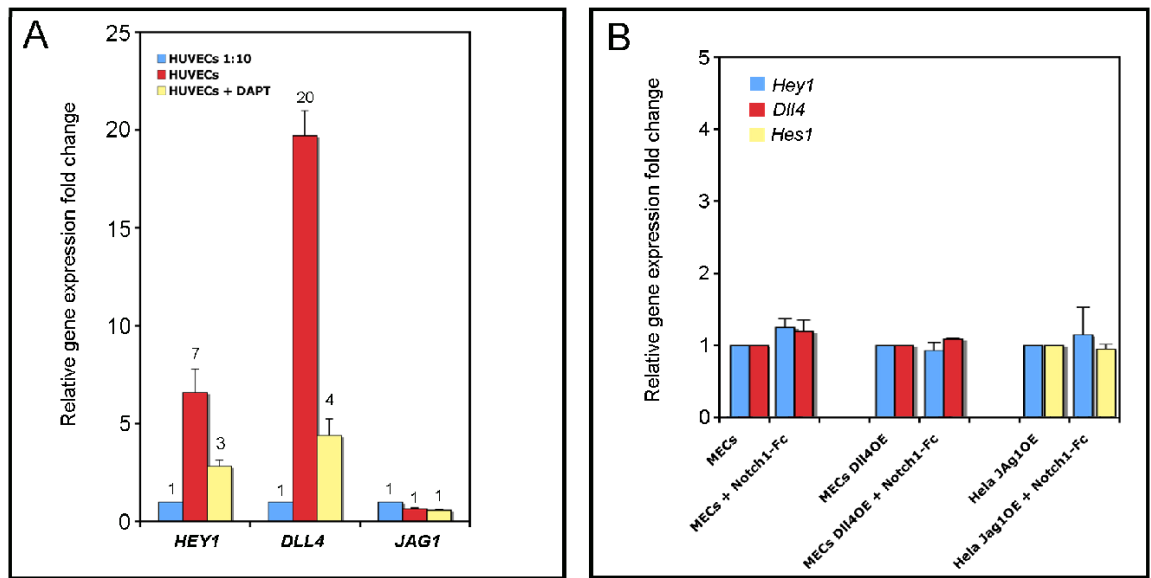 A
Relative gene expression fold change
25
20
15
10
5
0
HUVECs 1:10
HUVECs
HUVECs + DAPT
1
7
3
1
20
4
1
1
1
HEY1
DLL4
JAG1
B
Relative gene expression fold change
5
4
3
2
1
0
Hey1
Dll4
Hes1
MECs
MECs + Notch1-Fc
MECs Dll4OE
MECs Dll4OE + Notch1-Fc
Hela JAg1OE
Hela Jag1OE + Notch1-Fc